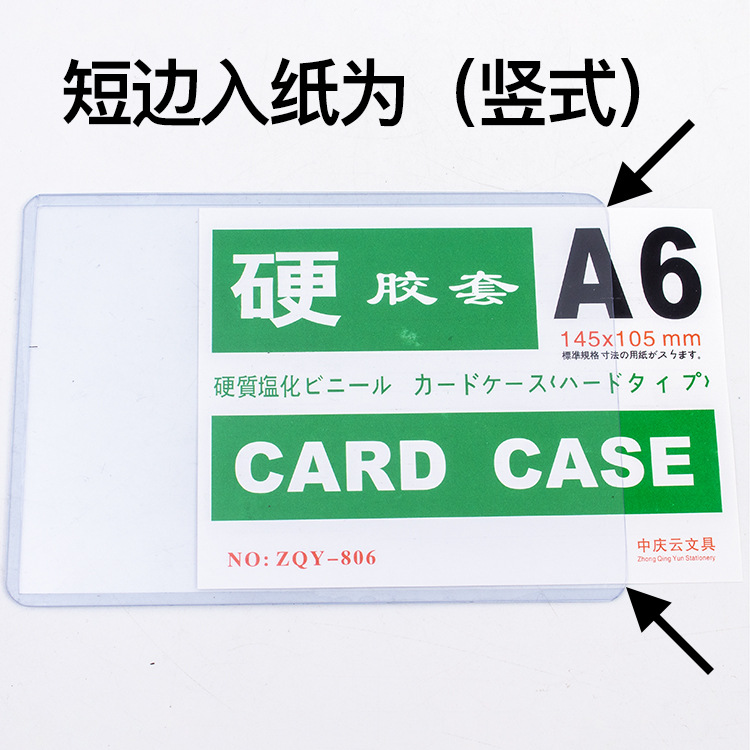 短边入纸为（竖式）
硬 胶套
A6
145x105 mm
標準規格寸法の用紙がスㄅます。
硬質塩化ビニール カードケース(ハードタイプ)
CARD CASE
NO: ZQY-806
中庆云文具
Zhong Qing Yun Stationery